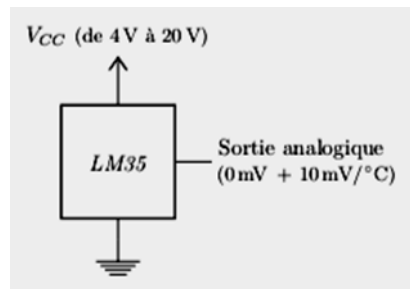 VCC (de 4 V à 20 V)
LM35
Sortie analogique
(0 mV + 10 mV/°C)